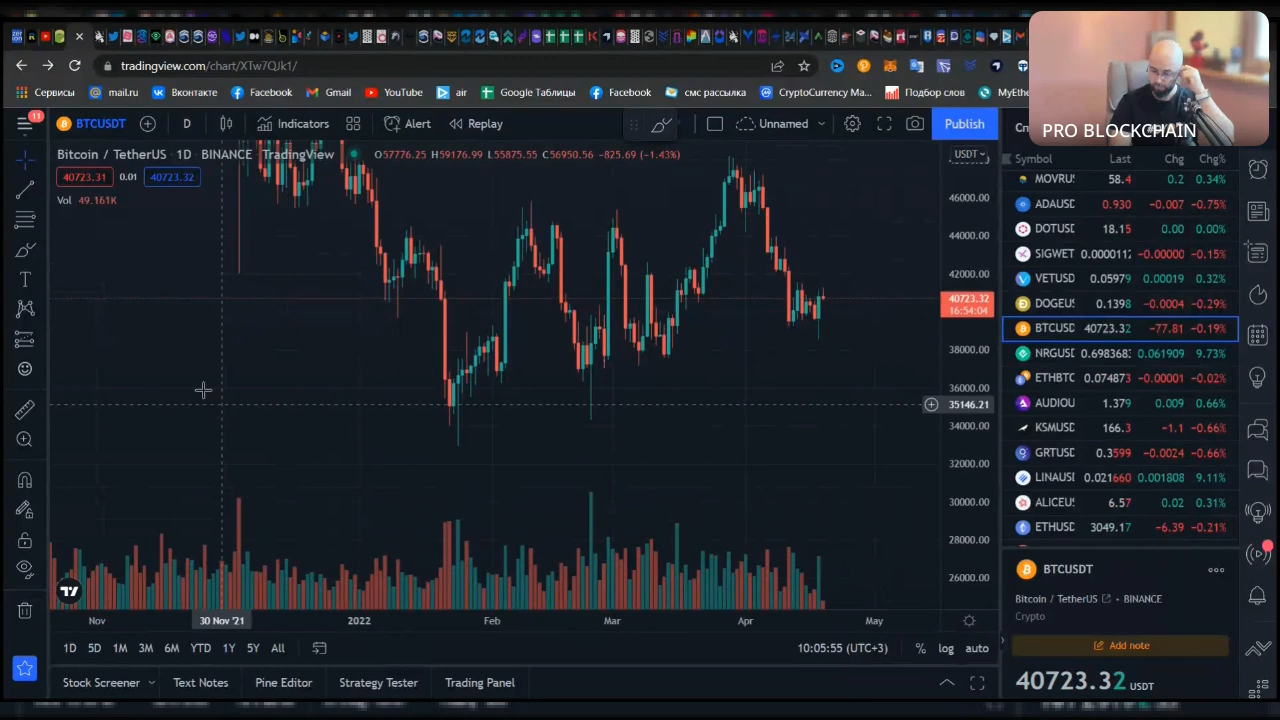 tradingview.com/chart/XTw7QJk1/
Сервисы
mail.ru
Вконтакте
Facebook
Gmail
YouTube
air
Google Таблицы
Facebook
смс рассылка
CryptoCurrency Ma...
Подбор слов
MyEthe
PRO BLOCKCHAIN
11
BTCUSDT
D
Indicators
Alert
Replay
Unnamed
Publish
Bitcoin / TetherUS · 1D · BINANCE · TradingView
O57776.25 H59176.99 L55875.55 C56950.56 −825.69 (−1.43%)
USDT
40723.31 0.01 40723.32
Vol 49.161K
46000.00
44000.00
42000.00
40723.32
16:54:04
38000.00
36000.00
35146.21
34000.00
32000.00
30000.00
28000.00
26000.00
Nov
30 Nov '21
2022
Feb
Mar
Apr
May
1D 5D 1M 3M 6M YTD 1Y 5Y All
10:05:55 (UTC+3)
% log auto
Stock Screener
Text Notes
Pine Editor
Strategy Tester
Trading Panel
Symbol Last Chg Chg%
MOVRUS 58.4 0.2 0.34%
ADAUSD 0.930 −0.007 −0.75%
DOTUSD 18.15 0.00 0.00%
SIGWET 0.0000112 −0.00000 −0.15%
VETUSD 0.05979 0.00019 0.32%
DOGEUS 0.1398 −0.0004 −0.29%
BTCUSD 40723.32 −77.81 −0.19%
NRGUSD 0.698368 0.061909 9.73%
ETHBTC 0.074873 −0.00001 −0.02%
AUDIOU 1.379 0.009 0.66%
KSMUSD 166.3 −1.1 −0.66%
GRTUSD 0.3599 −0.0024 −0.66%
LINAUSD 0.021660 0.001808 9.11%
ALICEUS 6.57 0.02 0.31%
ETHUSD 3049.17 −6.39 −0.21%
BTCUSDT
Bitcoin / TetherUS · BINANCE
Crypto
Add note
40723.32 USDT